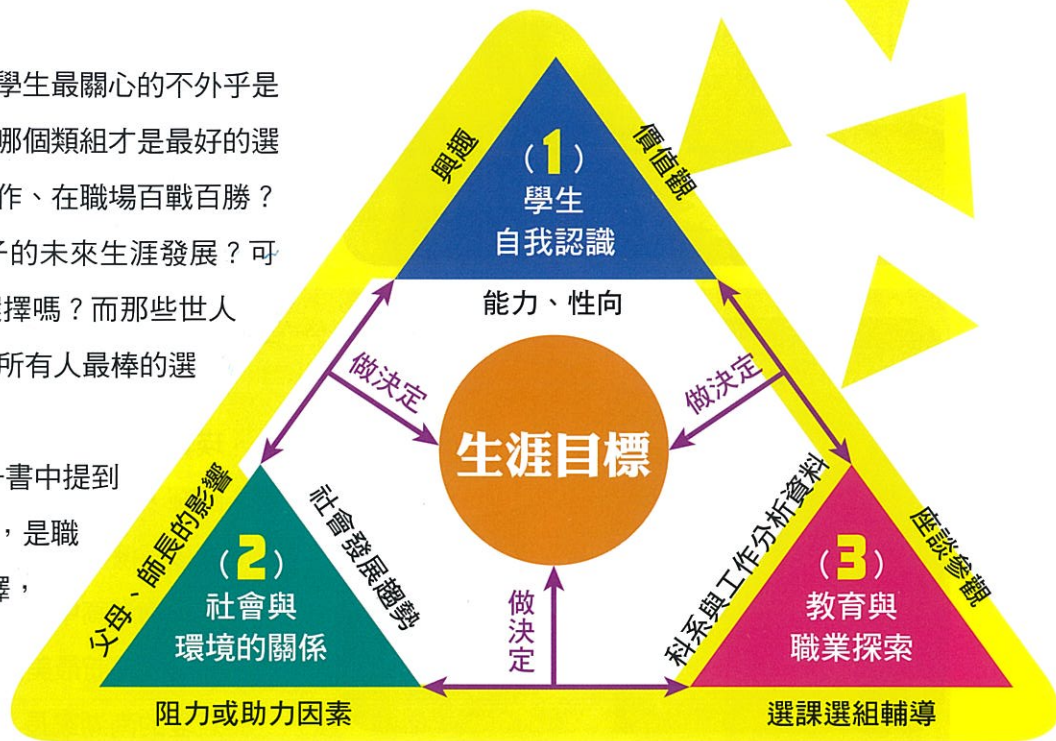 學生最關心的不外乎是
哪個類組才是最好的選
作、在職場百戰百勝？
子的未來生涯發展？可
選擇嗎？而那些世人
所有人最棒的選
一書中提到
，是職
擇，
興趣
價值觀
（1）
學生
自我認識
能力、性向
做決定
做決定
生涯目標
父母、師長的影響
社會發展趨勢
（2）
社會與
環境的關係
阻力或助力因素
做決定
科系與工作分析資料
座談參觀
（3）
教育與
職業探索
選課選組輔導